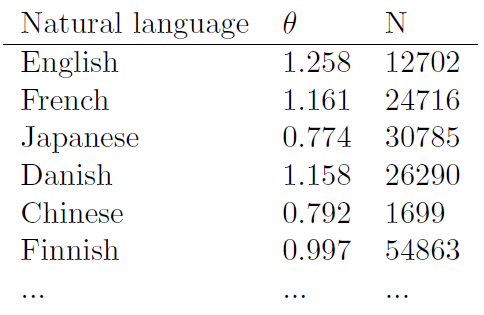 Natural language θ N
English 1.258 12702
French 1.161 24716
Japanese 0.774 30785
Danish 1.158 26290
Chinese 0.792 1699
Finnish 0.997 54863
... ... ...